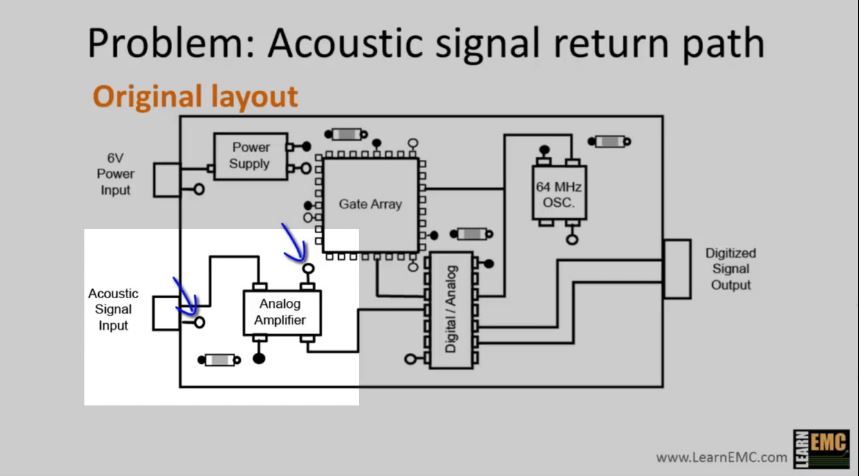 Problem: Acoustic signal return path
Original layout
6V
Power
Input
Power
Supply
Gate Array
64 MHz
OSC.
Acoustic
Signal
Input
Analog
Amplifier
Digital / Analog
Digitized
Signal
Output
www.LearnEMC.com
LEARN
EMC